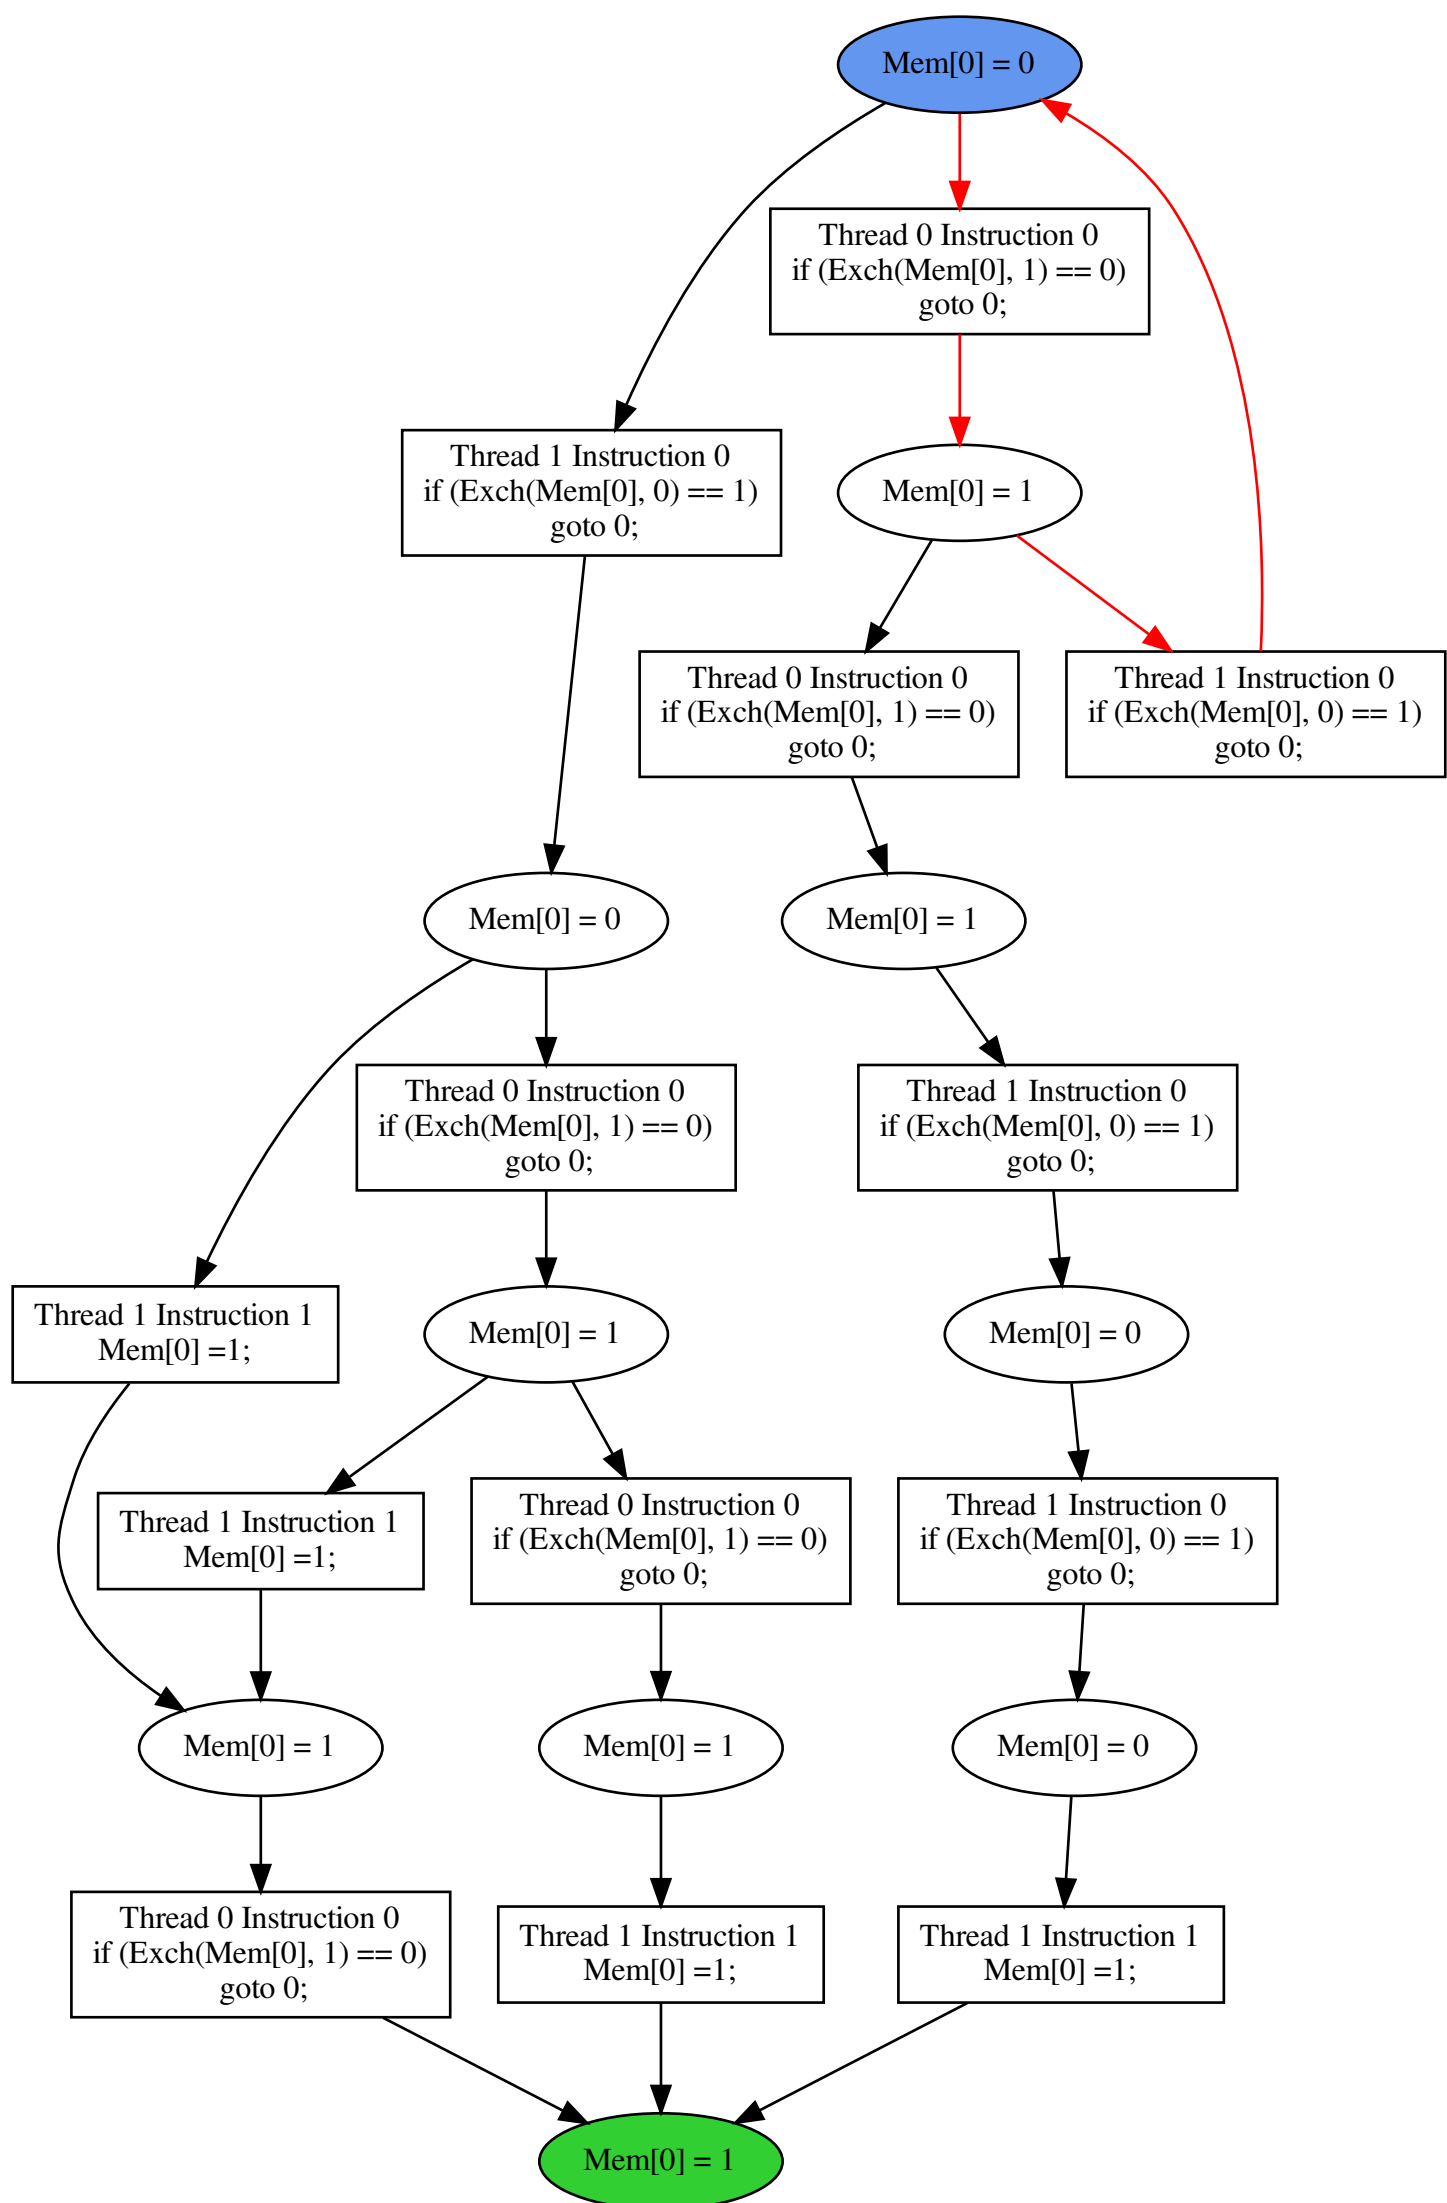 Mem[0] = 0
Thread 0 Instruction 0
if (Exch(Mem[0], 1) == 0)
goto 0;
Thread 1 Instruction 0
if (Exch(Mem[0], 0) == 1)
goto 0;
Mem[0] = 1
Thread 0 Instruction 0
if (Exch(Mem[0], 1) == 0)
goto 0;
Thread 1 Instruction 0
if (Exch(Mem[0], 0) == 1)
goto 0;
Mem[0] = 0
Mem[0] = 1
Thread 0 Instruction 0
if (Exch(Mem[0], 1) == 0)
goto 0;
Thread 1 Instruction 0
if (Exch(Mem[0], 0) == 1)
goto 0;
Thread 1 Instruction 1
Mem[0] =1;
Mem[0] = 1
Mem[0] = 0
Thread 1 Instruction 1
Mem[0] =1;
Thread 0 Instruction 0
if (Exch(Mem[0], 1) == 0)
goto 0;
Thread 1 Instruction 0
if (Exch(Mem[0], 0) == 1)
goto 0;
Mem[0] = 1
Mem[0] = 1
Mem[0] = 0
Thread 0 Instruction 0
if (Exch(Mem[0], 1) == 0)
goto 0;
Thread 1 Instruction 1
Mem[0] =1;
Thread 1 Instruction 1
Mem[0] =1;
Mem[0] = 1